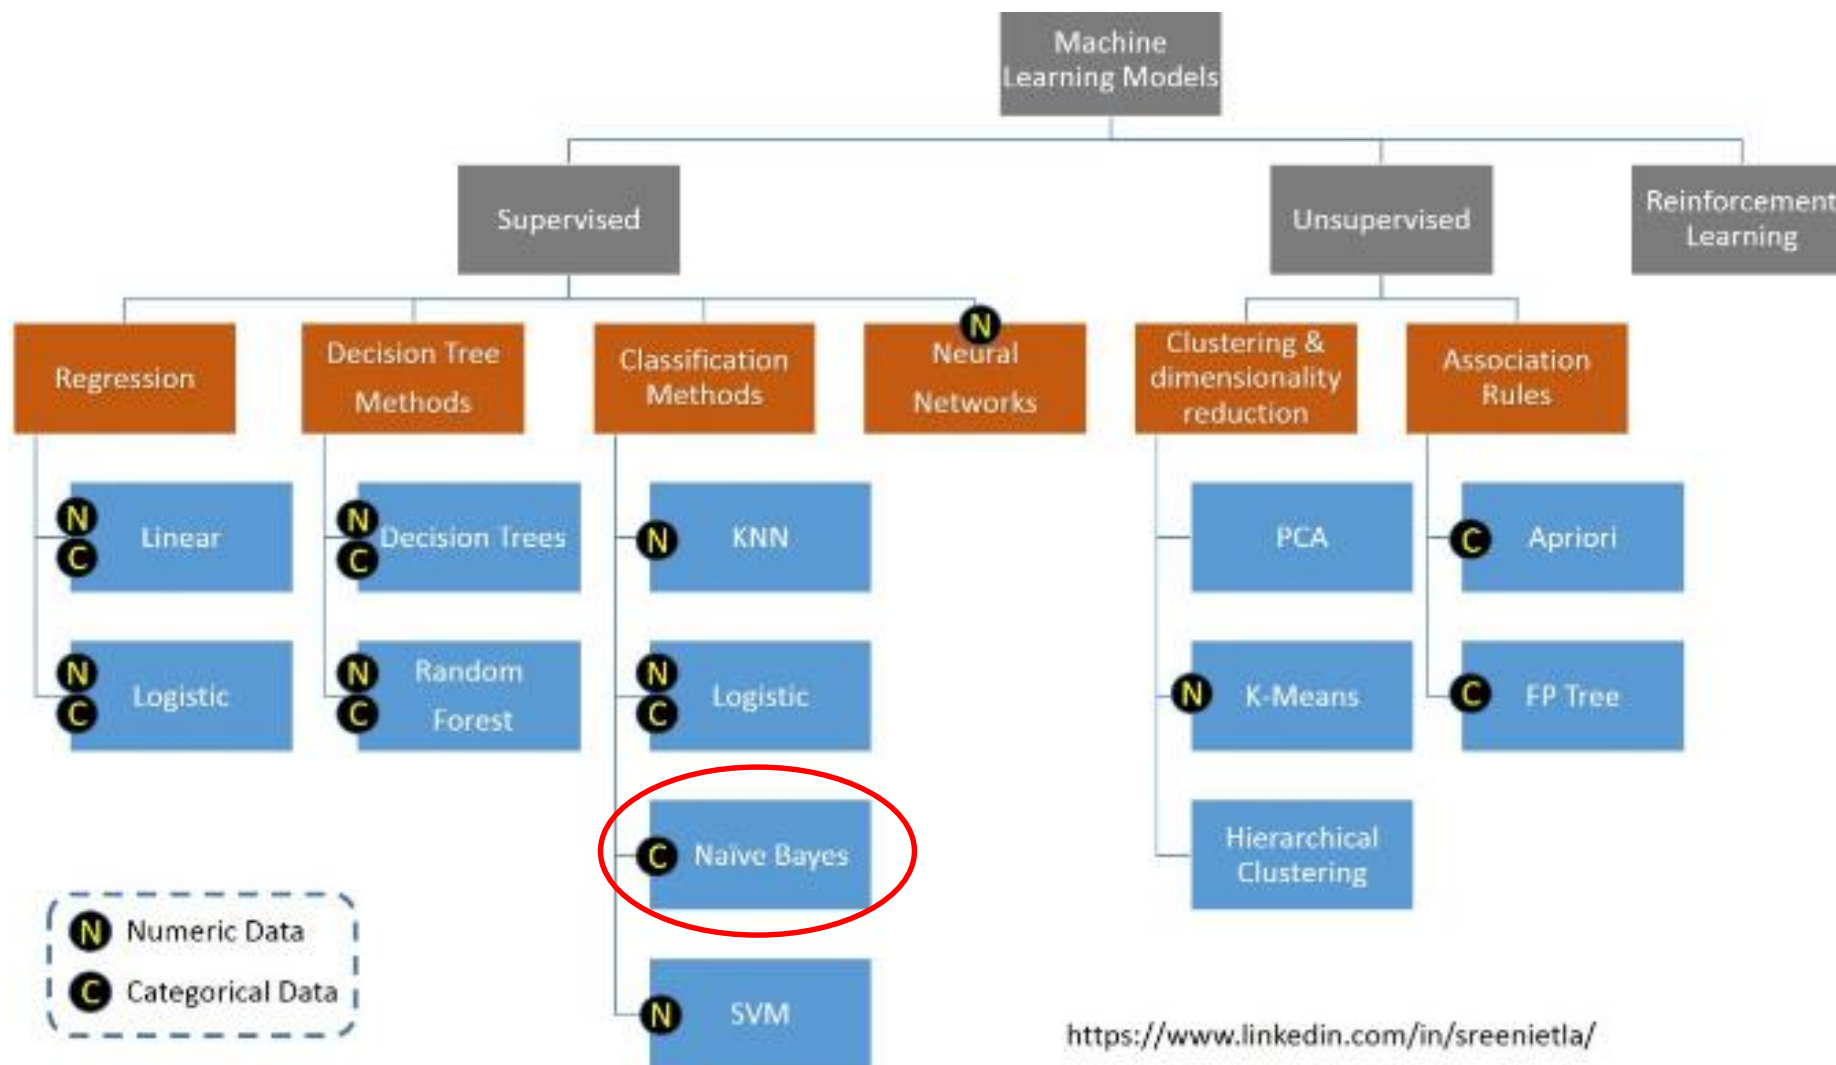 Machine
Learning Models
Supervised
Unsupervised
Reinforcement
Learning
Regression
Decision Tree
Methods
Classification
Methods
N
Neural
Networks
Clustering &
dimensionality
reduction
Association
Rules
N
C
Linear
N
C
Decision Trees
N
KNN
PCA
C
Apriori
N
C
Logistic
N
C
Random
Forest
N
C
Logistic
N
K-Means
C
FP Tree
C
Naïve Bayes
Hierarchical
Clustering
N
SVM
N Numeric Data
C Categorical Data
https://www.linkedin.com/in/sreenietla/